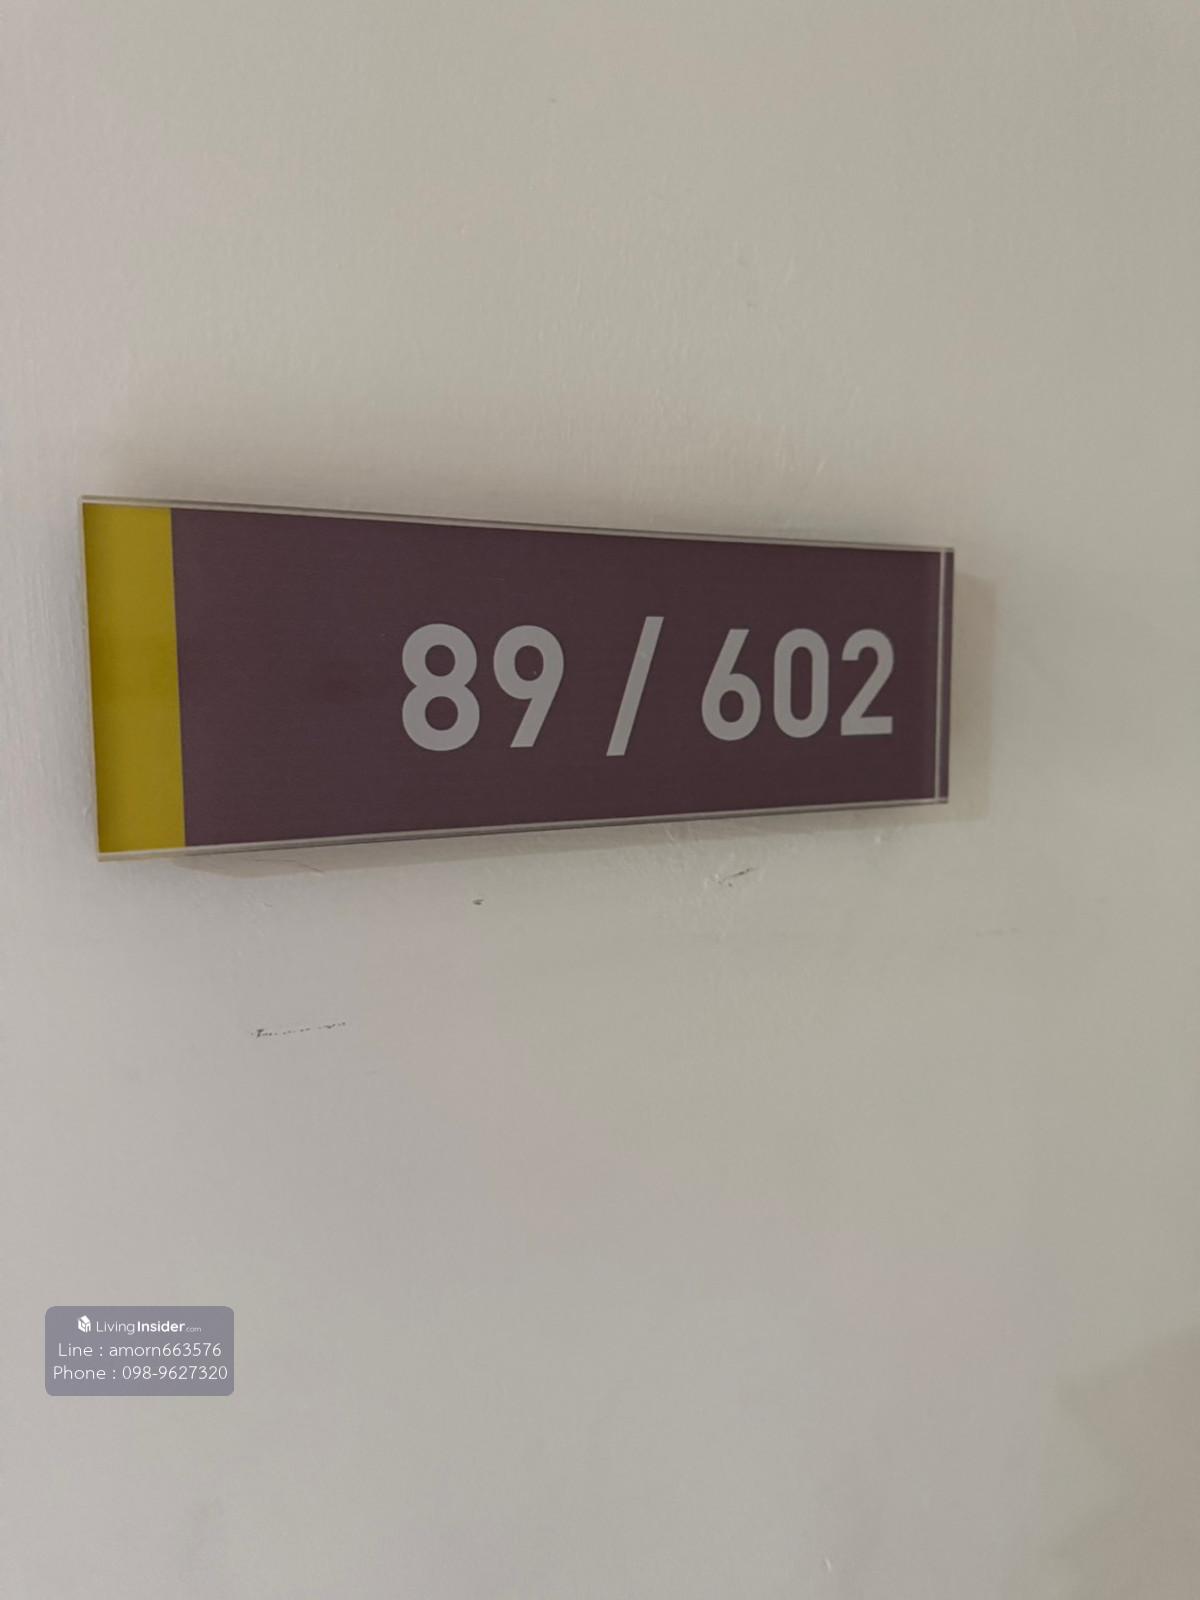 89 / 602
LivingInsider.com
Line : amorn663576
Phone : 098-9627320